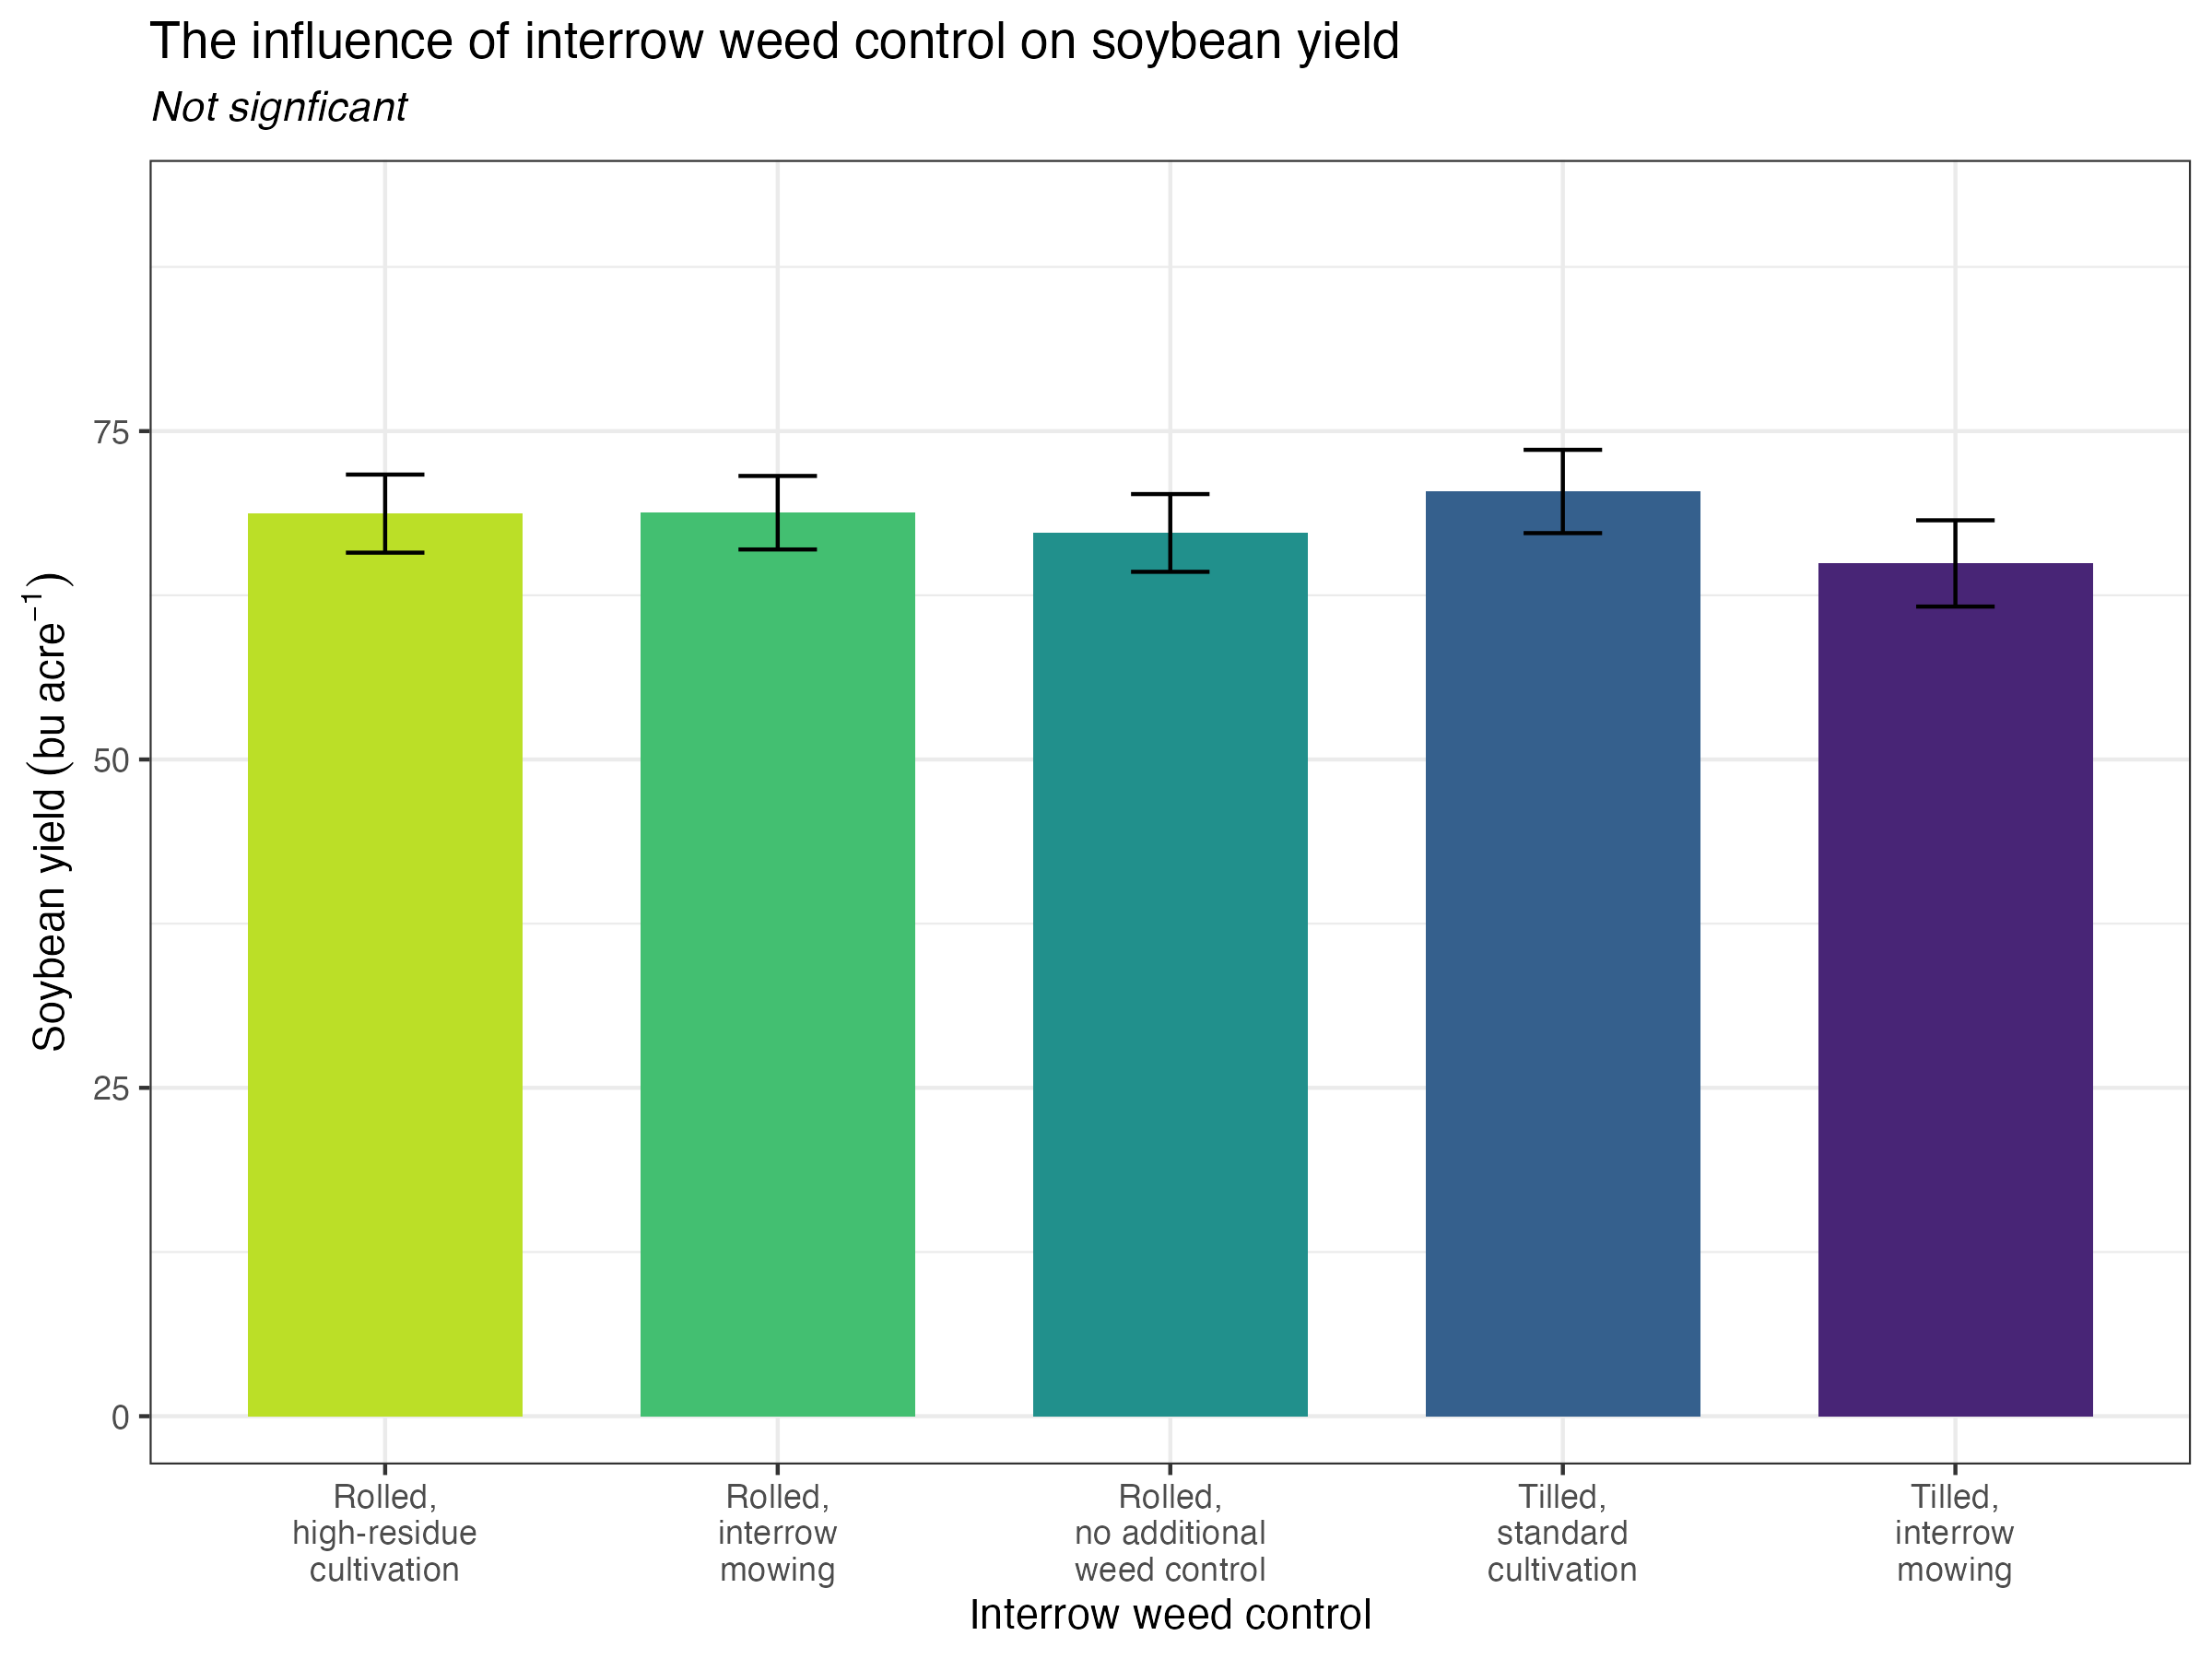 The influence of interrow weed control on soybean yield
Not signficant
Soybean yield (bu acre⁻¹)
75
50
25
0
Rolled,
high-residue
cultivation
Rolled,
interrow
mowing
Rolled,
no additional
weed control
Tilled,
standard
cultivation
Tilled,
interrow
mowing
Interrow weed control